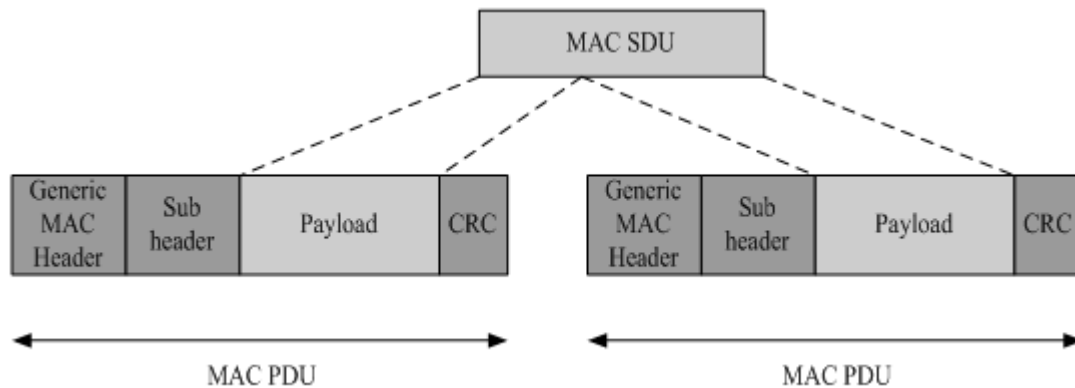 MAC SDU
Generic
MAC
Header
Sub
header
Payload
CRC
Generic
MAC
Header
Sub
header
Payload
CRC
MAC PDU
MAC PDU